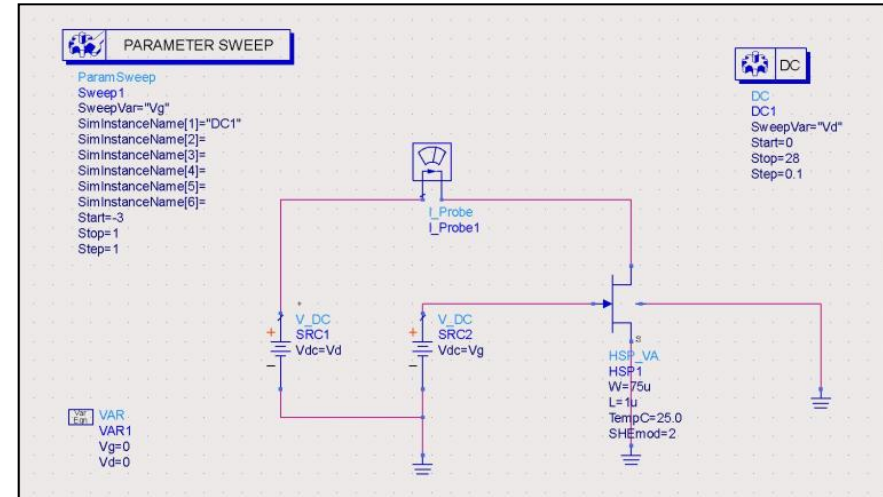 PARAMETER SWEEP
ParamSweep
Sweep1
SweepVar="Vg"
SimInstanceName[1]="DC1"
SimInstanceName[2]=
SimInstanceName[3]=
SimInstanceName[4]=
SimInstanceName[5]=
SimInstanceName[6]=
Start=-3
Stop=1
Step=1
DC
DC
DC1
SweepVar="Vd"
Start=0
Stop=28
Step=0.1
I_Probe
I_Probe1
V_DC
SRC1
Vdc=Vd
V_DC
SRC2
Vdc=Vg
HSP_VA
HSP1
W=75u
L=1u
TempC=25.0
SHEmod=2
Var
Eqn
VAR
VAR1
Vg=0
Vd=0